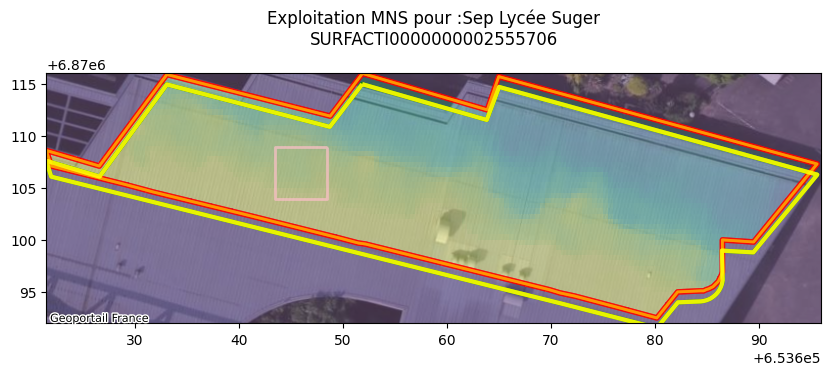 Exploitation MNS pour :Sep Lycée Suger
SURFACTI0000000002555706
+6.87e6
115
110
105
100
95
Geoportail France
30
40
50
60
70
80
90
+6.536e5